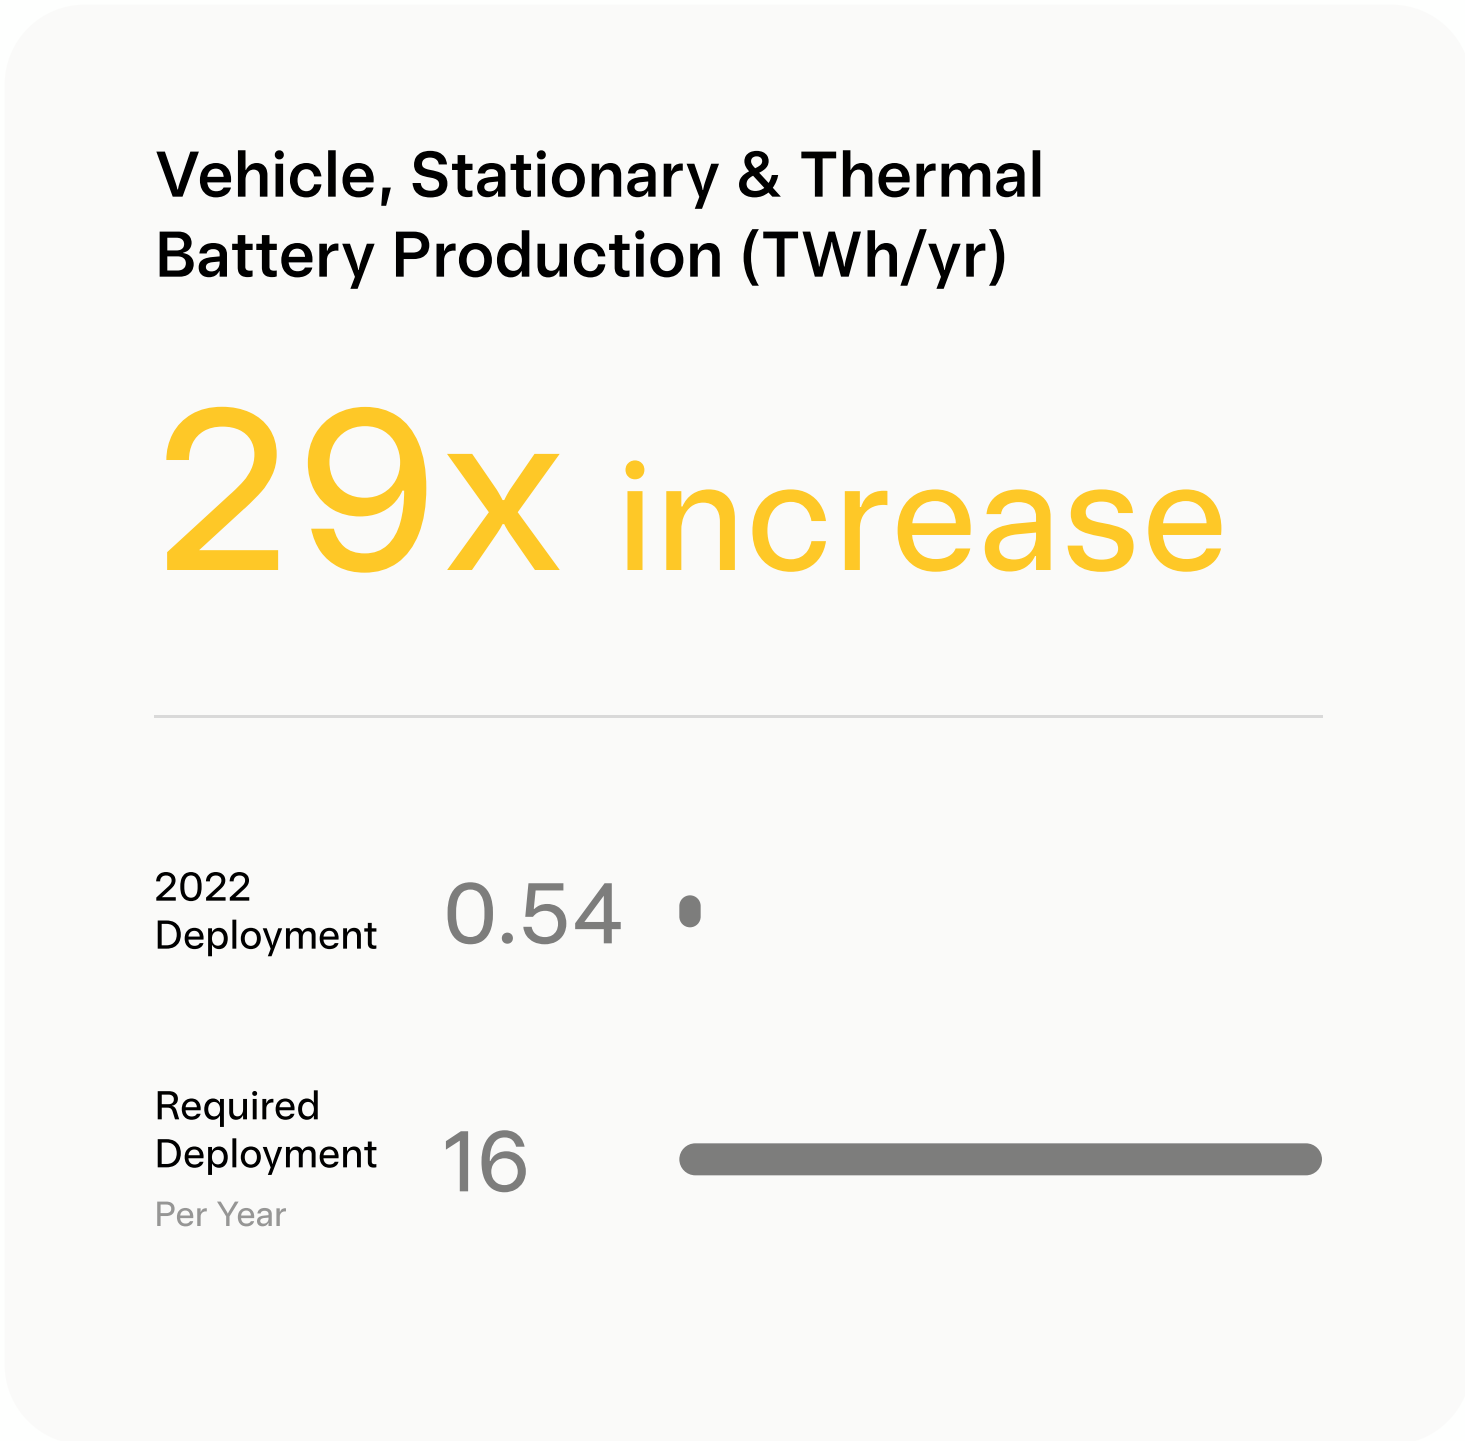 Vehicle, Stationary & Thermal
Battery Production (TWh/yr)
29x increase
2022
Deployment
0.54
Required
Deployment
16
Per Year